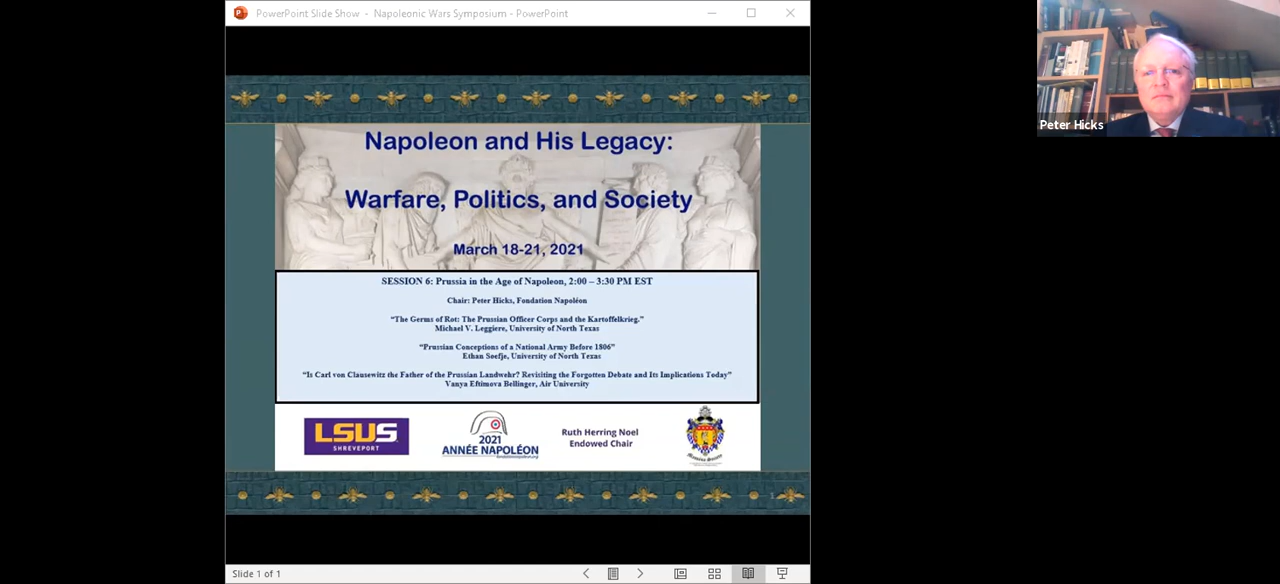 PowerPoint Slide Show - Napoleonic Wars Symposium - PowerPoint
Peter Hicks
Napoleon and His Legacy:
Warfare, Politics, and Society
March 18-21, 2021
SESSION 6: Prussia in the Age of Napoleon, 2:00 – 3:30 PM EST
Chair: Peter Hicks, Fondation Napoléon
“The Germs of Rot: The Prussian Officer Corps and the Kartoffelkrieg.”
Michael V. Leggiere, University of North Texas
“Prussian Conceptions of a National Army Before 1806”
Ethan Soefje, University of North Texas
“Is Carl von Clausewitz the Father of the Prussian Landwehr? Revisiting the Forgotten Debate and Its Implications Today”
Vanya Eftimova Bellinger, Air University
LSUS
SHREVEPORT
2021
ANNÉE NAPOLÉON
Ruth Herring Noel
Endowed Chair
1
Slide 1 of 1